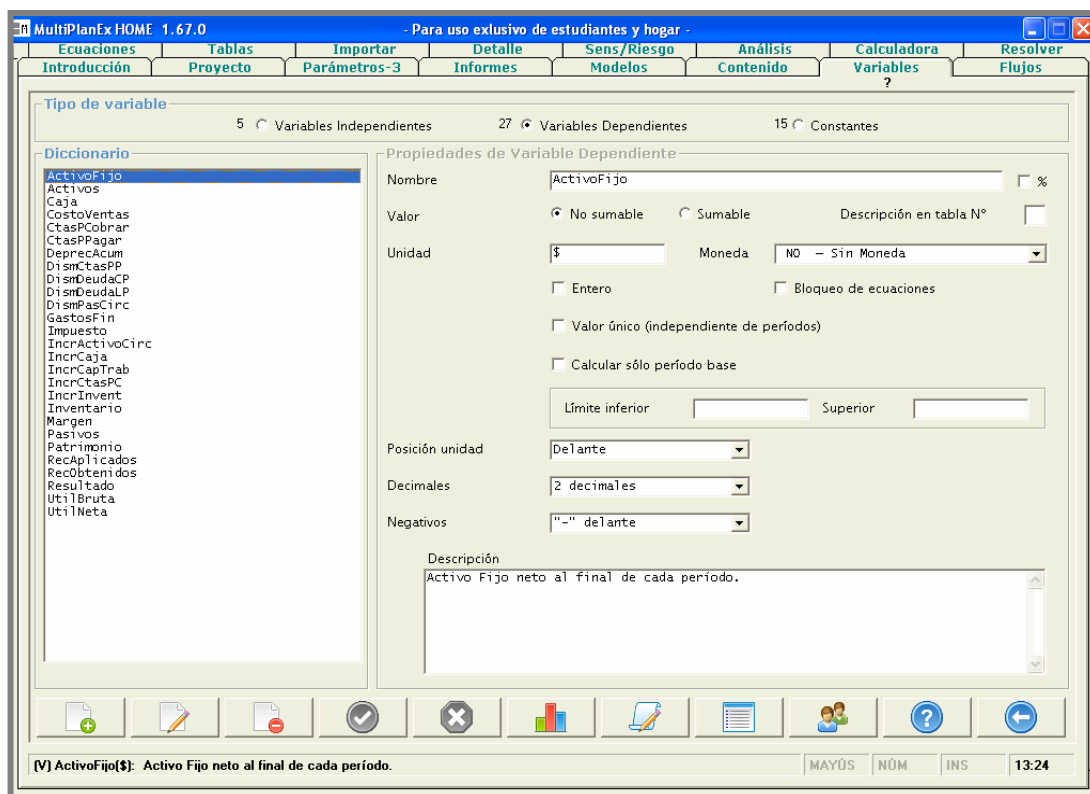 MultiPlanEx HOME 1.67.0 - Para uso exlusivo de estudiantes y hogar -
Ecuaciones Tablas Importar Detalle Sens/Riesgo Análisis Calculadora Resolver
Introducción Proyecto Parámetros-3 Informes Modelos Contenido Variables Flujos
?
Tipo de variable
5 Variables Independientes 27 Variables Dependientes 15 Constantes
Diccionario
ActivoFijo
Activos
Caja
CostoVentas
CtasPCobrar
CtasPPagar
DeprecAcum
DismCtasPP
DismDeudaCP
DismDeudaLP
DismPasCirc
GastosFin
Impuesto
IncrActivoCirc
IncrCaja
IncrCapTrab
IncrCtasPC
IncrInvent
Inventario
Margen
Pasivos
Patrimonio
RecAplicados
RecObtenidos
Resultado
UtilBruta
UtilNeta
Propiedades de Variable Dependiente
Nombre ActivoFijo %
Valor No sumable Sumable Descripción en tabla N°
Unidad $ Moneda NO – Sin Moneda
Entero Bloqueo de ecuaciones
Valor único (independiente de períodos)
Calcular sólo período base
Límite inferior Superior
Posición unidad Delante
Decimales 2 decimales
Negativos "-" delante
Descripción
Activo Fijo neto al final de cada período.
(V) ActivoFijo($): Activo Fijo neto al final de cada período. MAYÚS NÚM INS 13:24